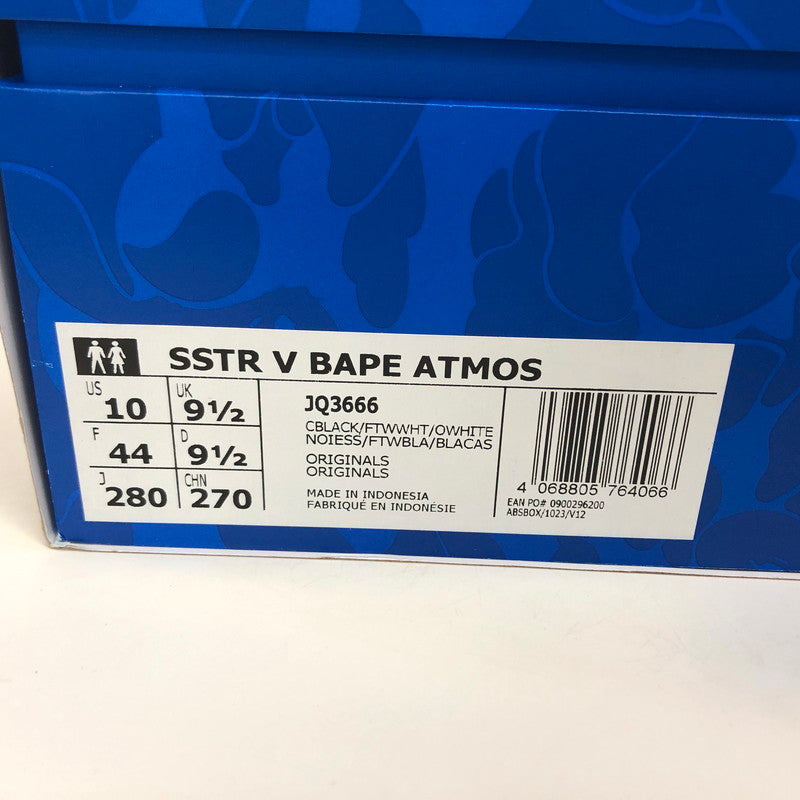 SSTR V BAPE ATMOS
US 10 UK 9½
F 44 D 9½
J 280 CHN 270
JQ3666
CBLACK/FTWWHT/OWHITE
NOIESS/FTWBLA/BLACAS
ORIGINALS
ORIGINALS
MADE IN INDONESIA
FABRIQUÉ EN INDONÉSIE
4 068805 764066
EAN PO# 0900296200
ABSBOX/1023/V12